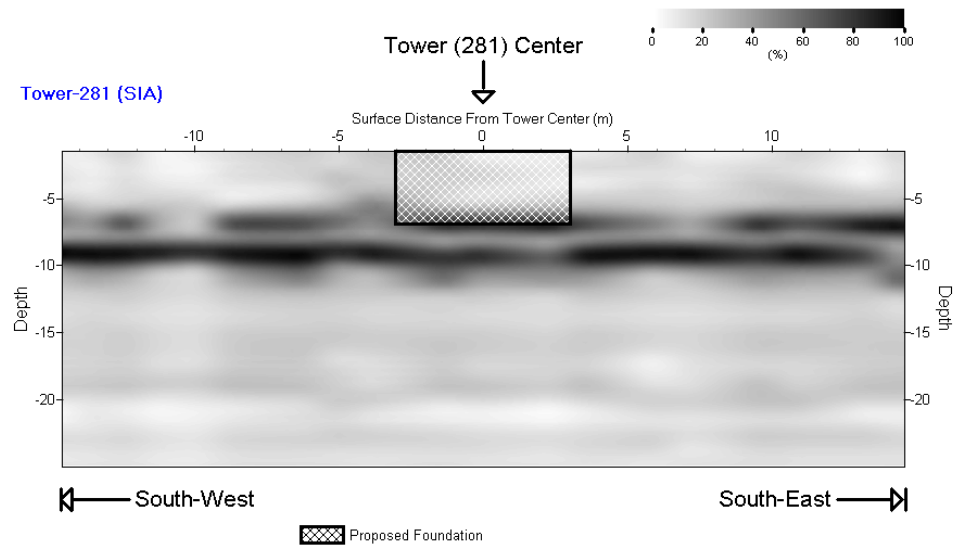 0 20 40 60 80 100
(%)
Tower (281) Center
Tower-281 (SIA)
Surface Distance From Tower Center (m)
-10 -5 0 5 10
-5 -5
-10 -10
-15 -15
-20 -20
Depth Depth
South-West South-East
Proposed Foundation